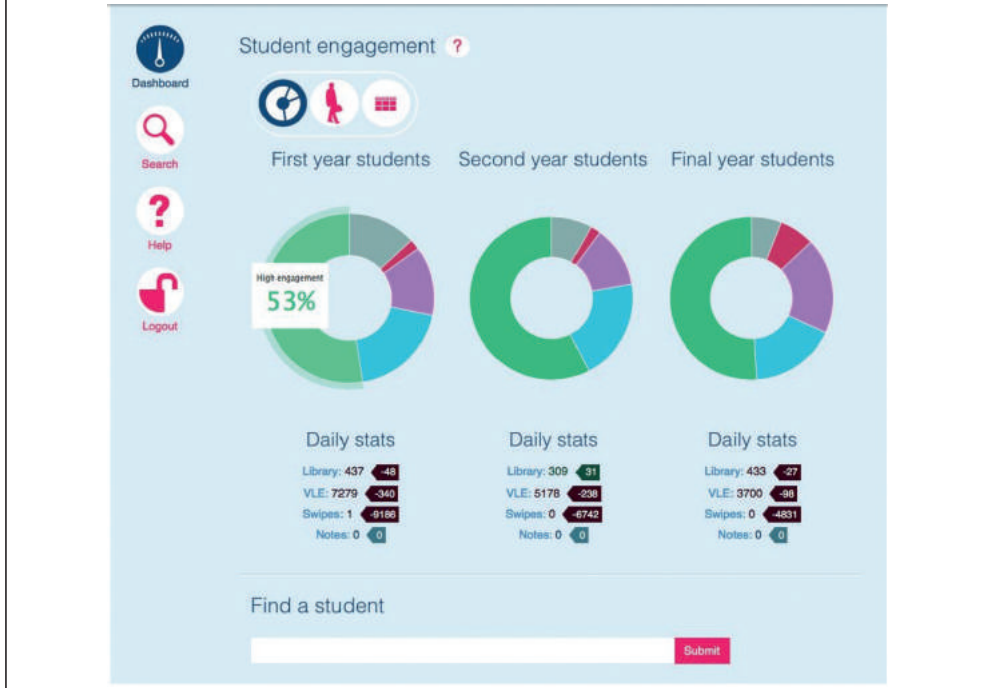 Dashboard
Search
Help
Logout
Student engagement ?
First year students
Second year students
Final year students
High engagement
53%
Daily stats
Library: 437 -48
VLE: 7279 -340
Swipes: 1 -9186
Notes: 0 0
Daily stats
Library: 309 31
VLE: 5178 -238
Swipes: 0 -6742
Notes: 0 0
Daily stats
Library: 433 -27
VLE: 3700 -98
Swipes: 0 -4831
Notes: 0 0
Find a student
Submit